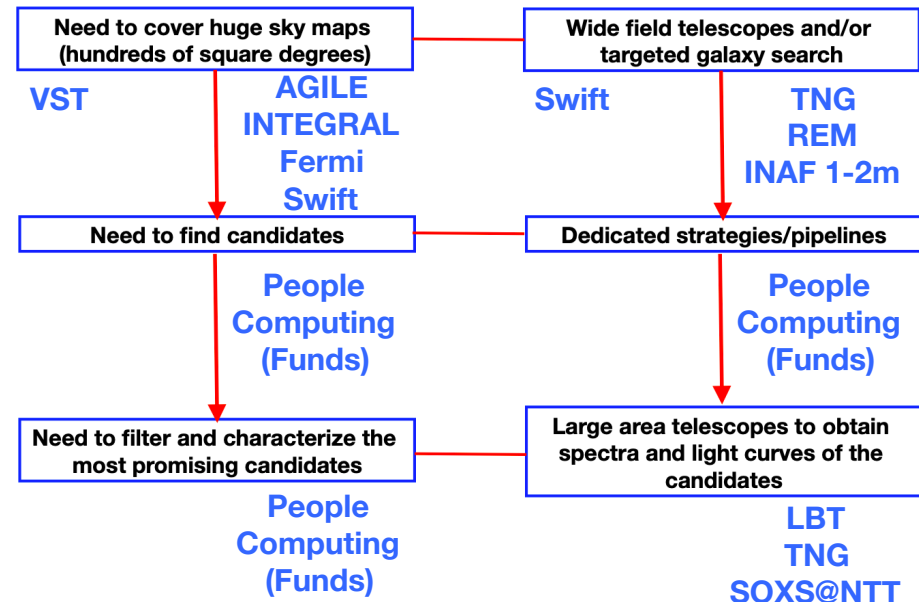 Need to cover huge sky maps
(hundreds of square degrees)
Wide field telescopes and/or
targeted galaxy search
VST
AGILE
INTEGRAL
Fermi
Swift
Swift
TNG
REM
INAF 1-2m
Need to find candidates
Dedicated strategies/pipelines
People
Computing
(Funds)
People
Computing
(Funds)
Need to filter and characterize the
most promising candidates
Large area telescopes to obtain
spectra and light curves of the
candidates
People
Computing
(Funds)
LBT
TNG
SOXS@NTT